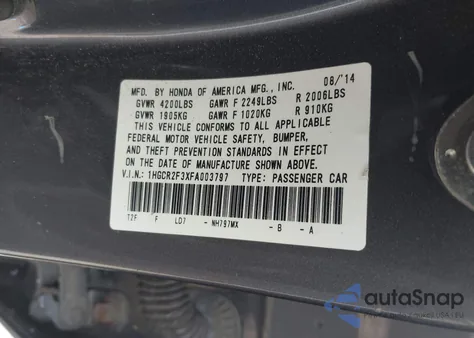 MFD. BY HONDA OF AMERICA MFG., INC. 08/'14
GVWR 4200LBS GAWR F 2249LBS R 2006LBS
GVWR 1905KG GAWR F 1020KG R 910KG
THIS VEHICLE CONFORMS TO ALL APPLICABLE
FEDERAL MOTOR VEHICLE SAFETY, BUMPER,
AND THEFT PREVENTION STANDARDS IN EFFECT
ON THE DATE OF MANUFACTURE SHOWN ABOVE.
V.I.N. 1HGCR2F3XFA003797 TYPE: PASSENGER CAR
T2F F LD7 - NH797MX - B - A
autoSnap